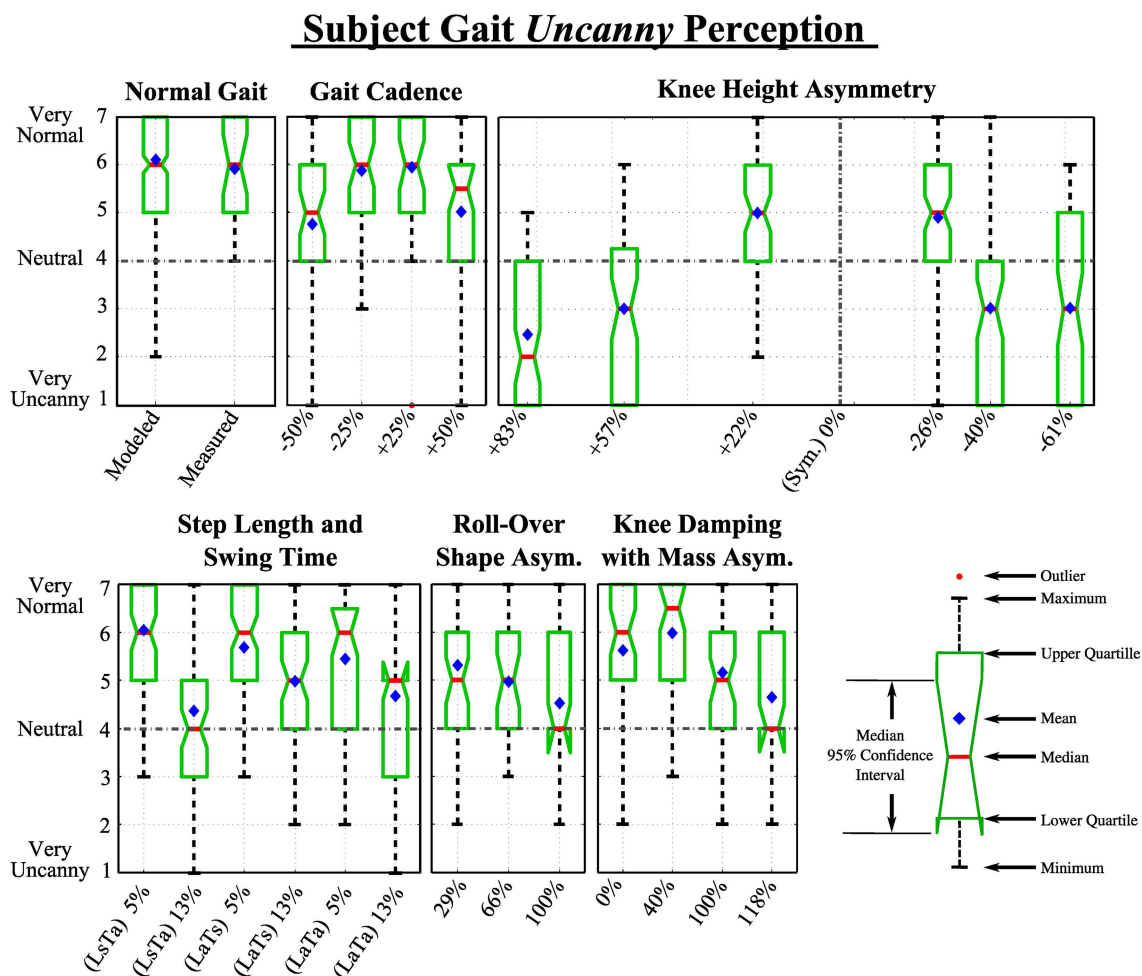 Subject Gait Uncanny Perception
Normal Gait
Gait Cadence
Knee Height Asymmetry
Very
Normal
7
6
5
Neutral 4
3
2
Very
Uncanny 1
Modeled
Measured
-50%
-25%
+25%
+50%
+83%
+57%
+22%
(Sym.) 0%
-26%
-40%
-61%
Step Length and
Swing Time
Roll-Over
Shape Asym.
Knee Damping
with Mass Asym.
Very
Normal
7
6
5
Neutral 4
3
2
Very
Uncanny 1
(LsTa) 5%
(LsTa) 13%
(LaTs) 5%
(LaTs) 13%
(LaTa) 5%
(LaTa) 13%
29%
66%
100%
0%
40%
100%
118%
Outlier
Maximum
Upper Quartille
Mean
Median
Lower Quartile
Minimum
Median
95% Confidence
Interval